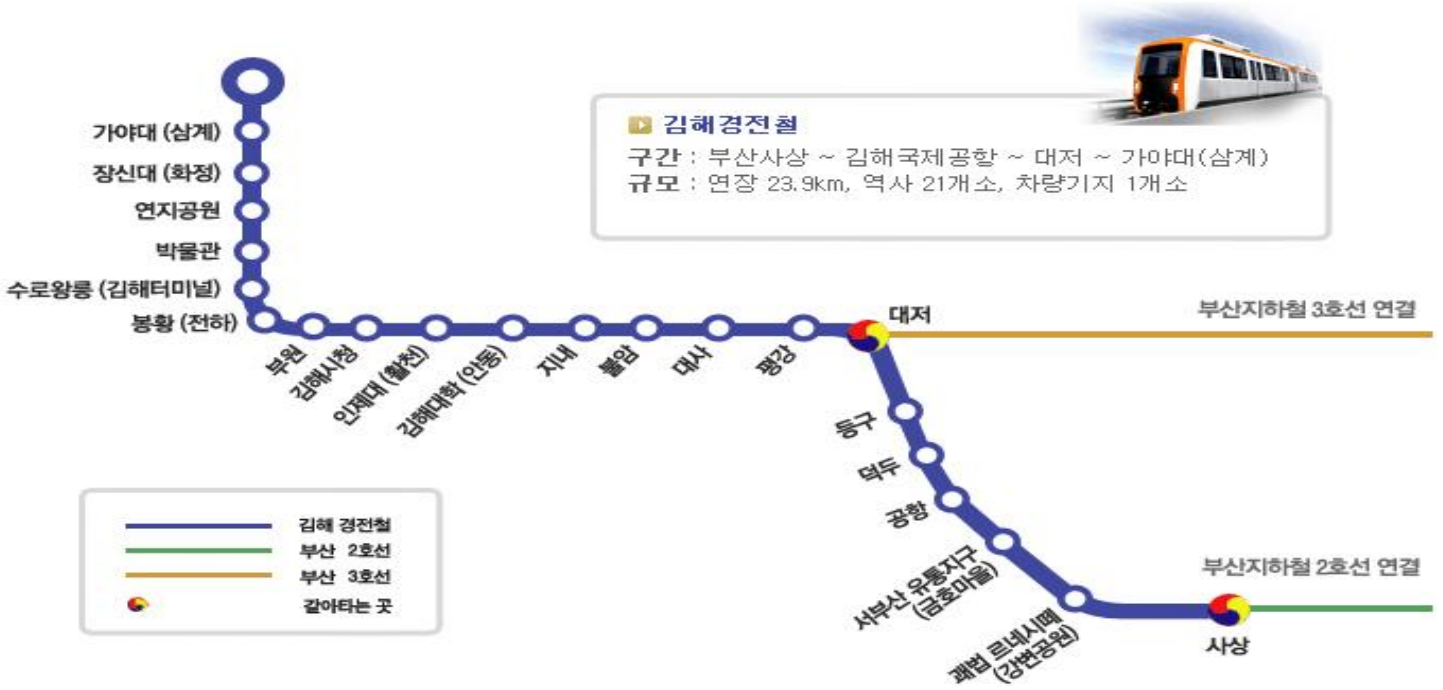 김해경전철
구간 : 부산사상 ~ 김해국제공항 ~ 대저 ~ 가야대(삼계)
규모 : 연장 23.9km, 역사 21개소, 차량기지 1개소
가야대 (삼계)
장신대 (화정)
연지공원
박물관
수로왕릉 (김해터미널)
봉황 (전하)
부원
김해시청
인제대 (활천)
김해대학 (안동)
지내
불암
대사
평강
대저
부산지하철 3호선 연결
등구
덕두
공항
서부산 유통지구
(금호마을)
괘법 르네시떼
(강변공원)
사상
부산지하철 2호선 연결
김해 경전철
부산 2호선
부산 3호선
갈아타는 곳